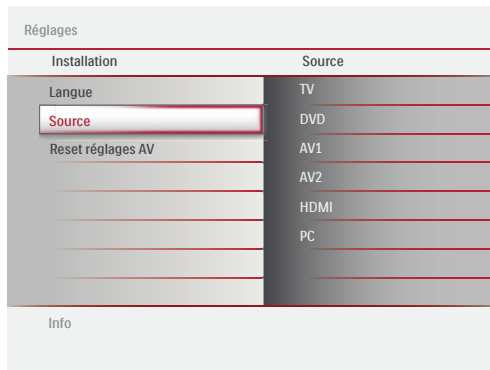 Réglages
Installation Source
Langue TV
Source DVD
Reset réglages AV AV1
AV2
HDMI
PC
Info